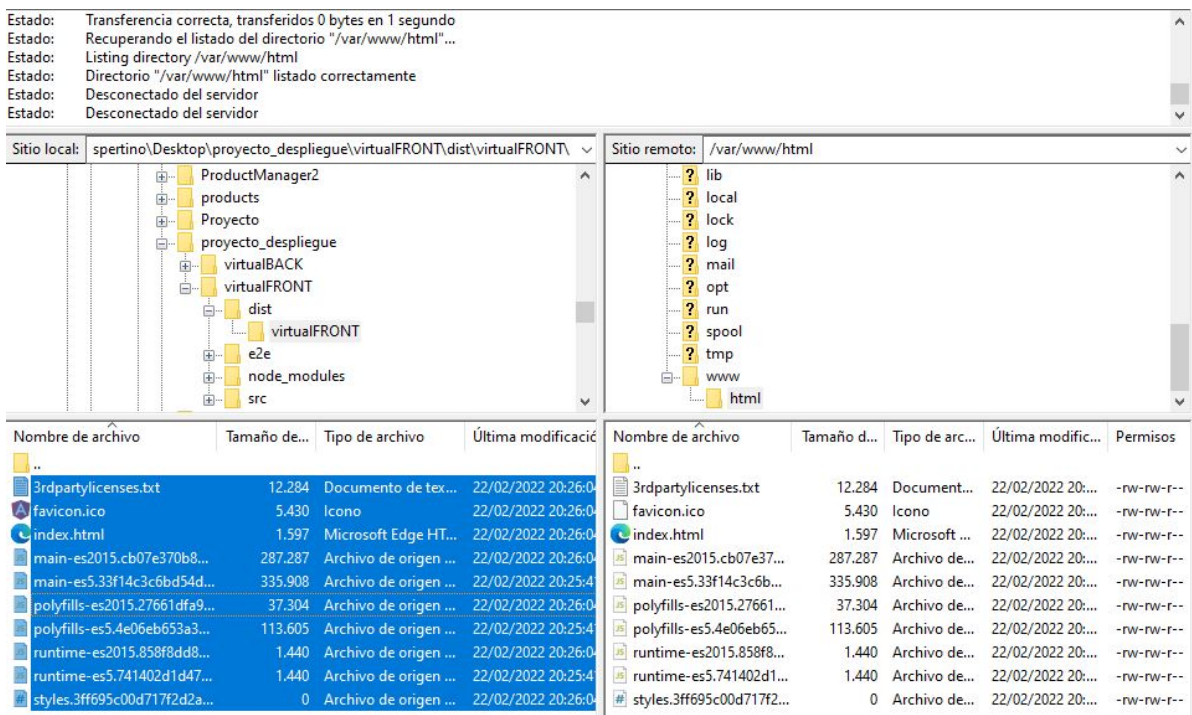 Estado: Transferencia correcta, transferidos 0 bytes en 1 segundo
Estado: Recuperando el listado del directorio "/var/www/html"...
Estado: Listing directory /var/www/html
Estado: Directorio "/var/www/html" listado correctamente
Estado: Desconectado del servidor
Estado: Desconectado del servidor
Sitio local: spertino\Desktop\proyecto_despliegue\virtualFRONT\dist\virtualFRONT\
ProductManager2
products
Proyecto
proyecto_despliegue
virtualBACK
virtualFRONT
dist
virtualFRONT
e2e
node_modules
src
Sitio remoto: /var/www/html
? lib
? local
? lock
? log
? mail
? opt
? run
? spool
? tmp
www
html
Nombre de archivo Tamaño de... Tipo de archivo Última modificació
..
3rdpartylicenses.txt 12.284 Documento de tex... 22/02/2022 20:26:04
favicon.ico 5.430 Icono 22/02/2022 20:26:04
index.html 1.597 Microsoft Edge HT... 22/02/2022 20:26:04
main-es2015.cb07e370b8... 287.287 Archivo de origen ... 22/02/2022 20:26:04
main-es5.33f14c3c6bd54d... 335.908 Archivo de origen ... 22/02/2022 20:25:41
polyfills-es2015.27661dfa9... 37.304 Archivo de origen ... 22/02/2022 20:26:04
polyfills-es5.4e06eb653a3... 113.605 Archivo de origen ... 22/02/2022 20:25:41
runtime-es2015.858f8dd8... 1.440 Archivo de origen ... 22/02/2022 20:26:04
runtime-es5.741402d1d47... 1.440 Archivo de origen ... 22/02/2022 20:25:41
styles.3ff695c00d717f2d2a... 0 Archivo de origen ... 22/02/2022 20:26:04
Nombre de archivo Tamaño d... Tipo de arc... Última modific... Permisos
..
3rdpartylicenses.txt 12.284 Document... 22/02/2022 20:... -rw-rw-r--
favicon.ico 5.430 Icono 22/02/2022 20:... -rw-rw-r--
index.html 1.597 Microsoft ... 22/02/2022 20:... -rw-rw-r--
main-es2015.cb07e37... 287.287 Archivo de... 22/02/2022 20:... -rw-rw-r--
main-es5.33f14c3c6b... 335.908 Archivo de... 22/02/2022 20:... -rw-rw-r--
polyfills-es2015.27661... 37.304 Archivo de... 22/02/2022 20:... -rw-rw-r--
polyfills-es5.4e06eb65... 113.605 Archivo de... 22/02/2022 20:... -rw-rw-r--
runtime-es2015.858f8... 1.440 Archivo de... 22/02/2022 20:... -rw-rw-r--
runtime-es5.741402d1... 1.440 Archivo de... 22/02/2022 20:... -rw-rw-r--
styles.3ff695c00d717f2... 0 Archivo de... 22/02/2022 20:... -rw-rw-r--